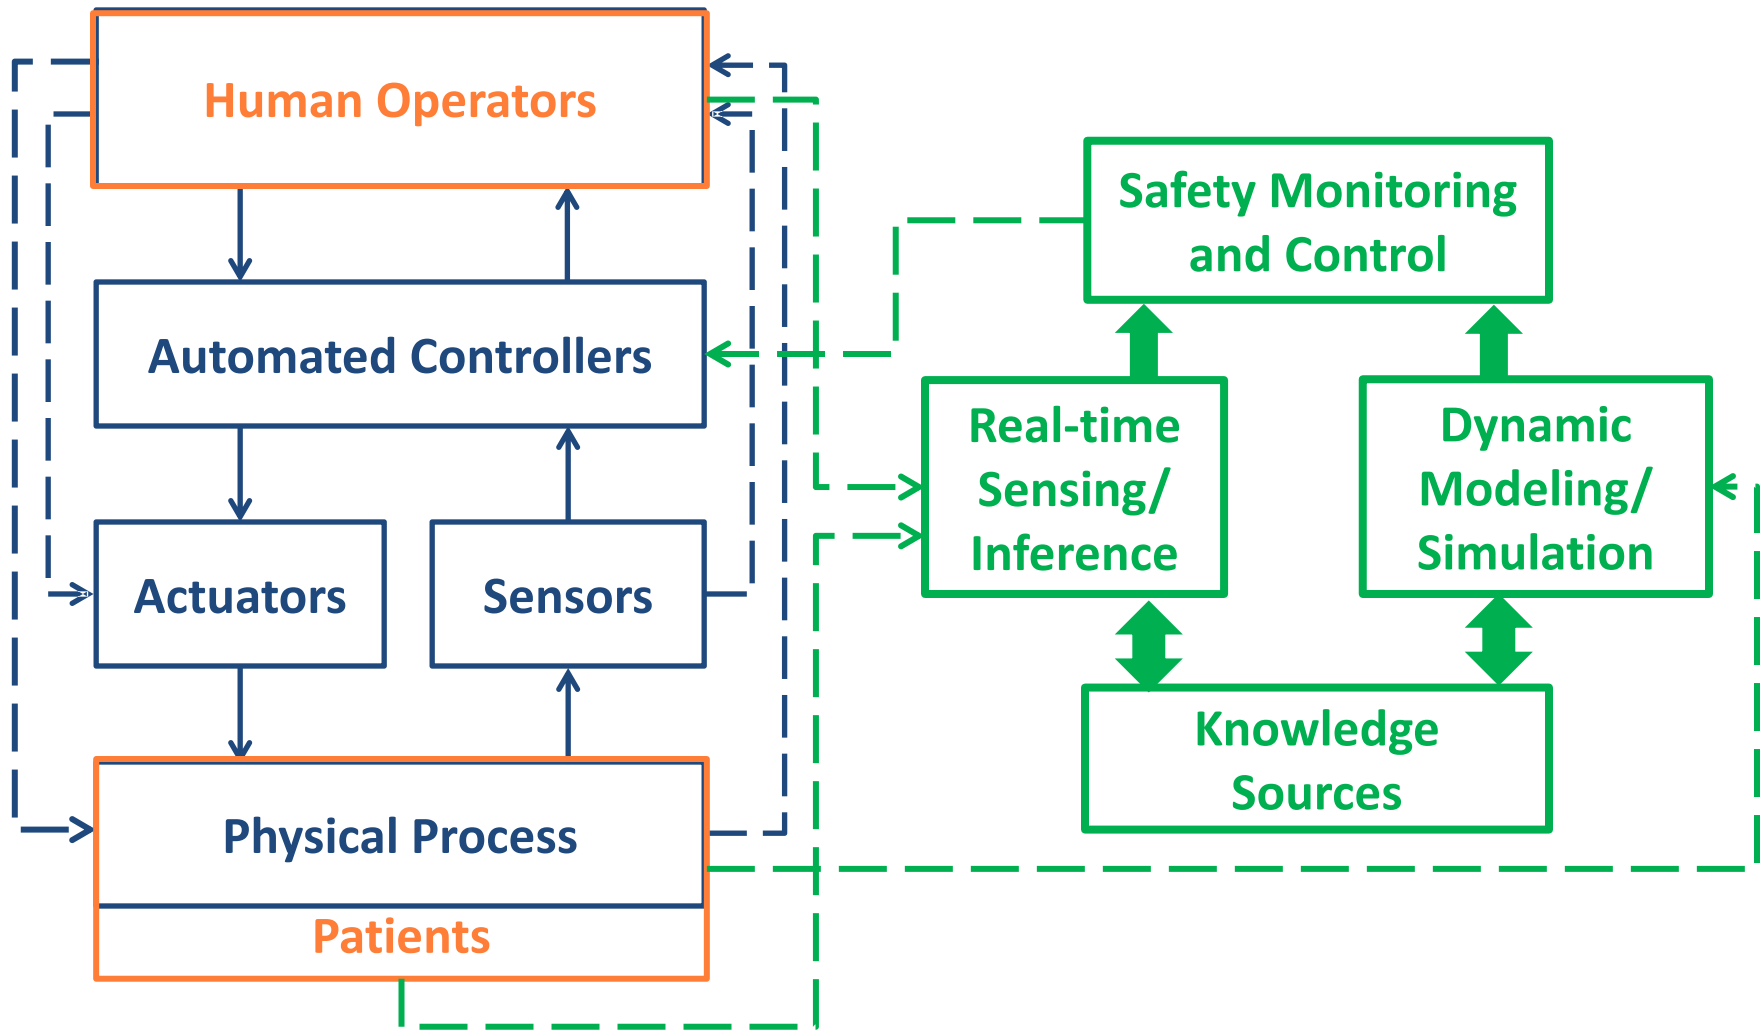 Human Operators
Automated Controllers
Actuators
Sensors
Physical Process
Patients
Safety Monitoring
and Control
Real-time
Sensing/
Inference
Dynamic
Modeling/
Simulation
Knowledge
Sources